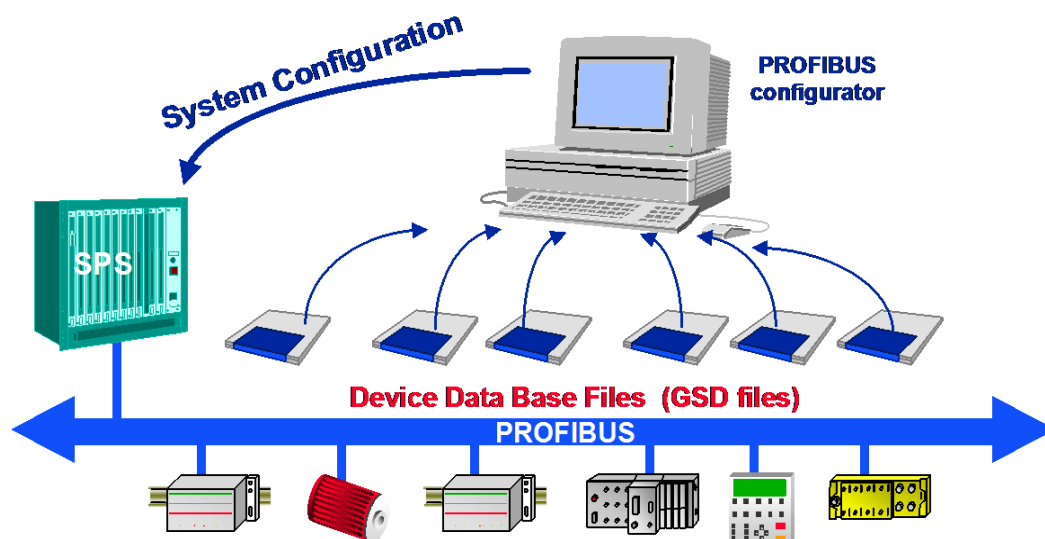 System Configuration
PROFIBUS
configurator
SPS
Device Data Base Files (GSD files)
PROFIBUS